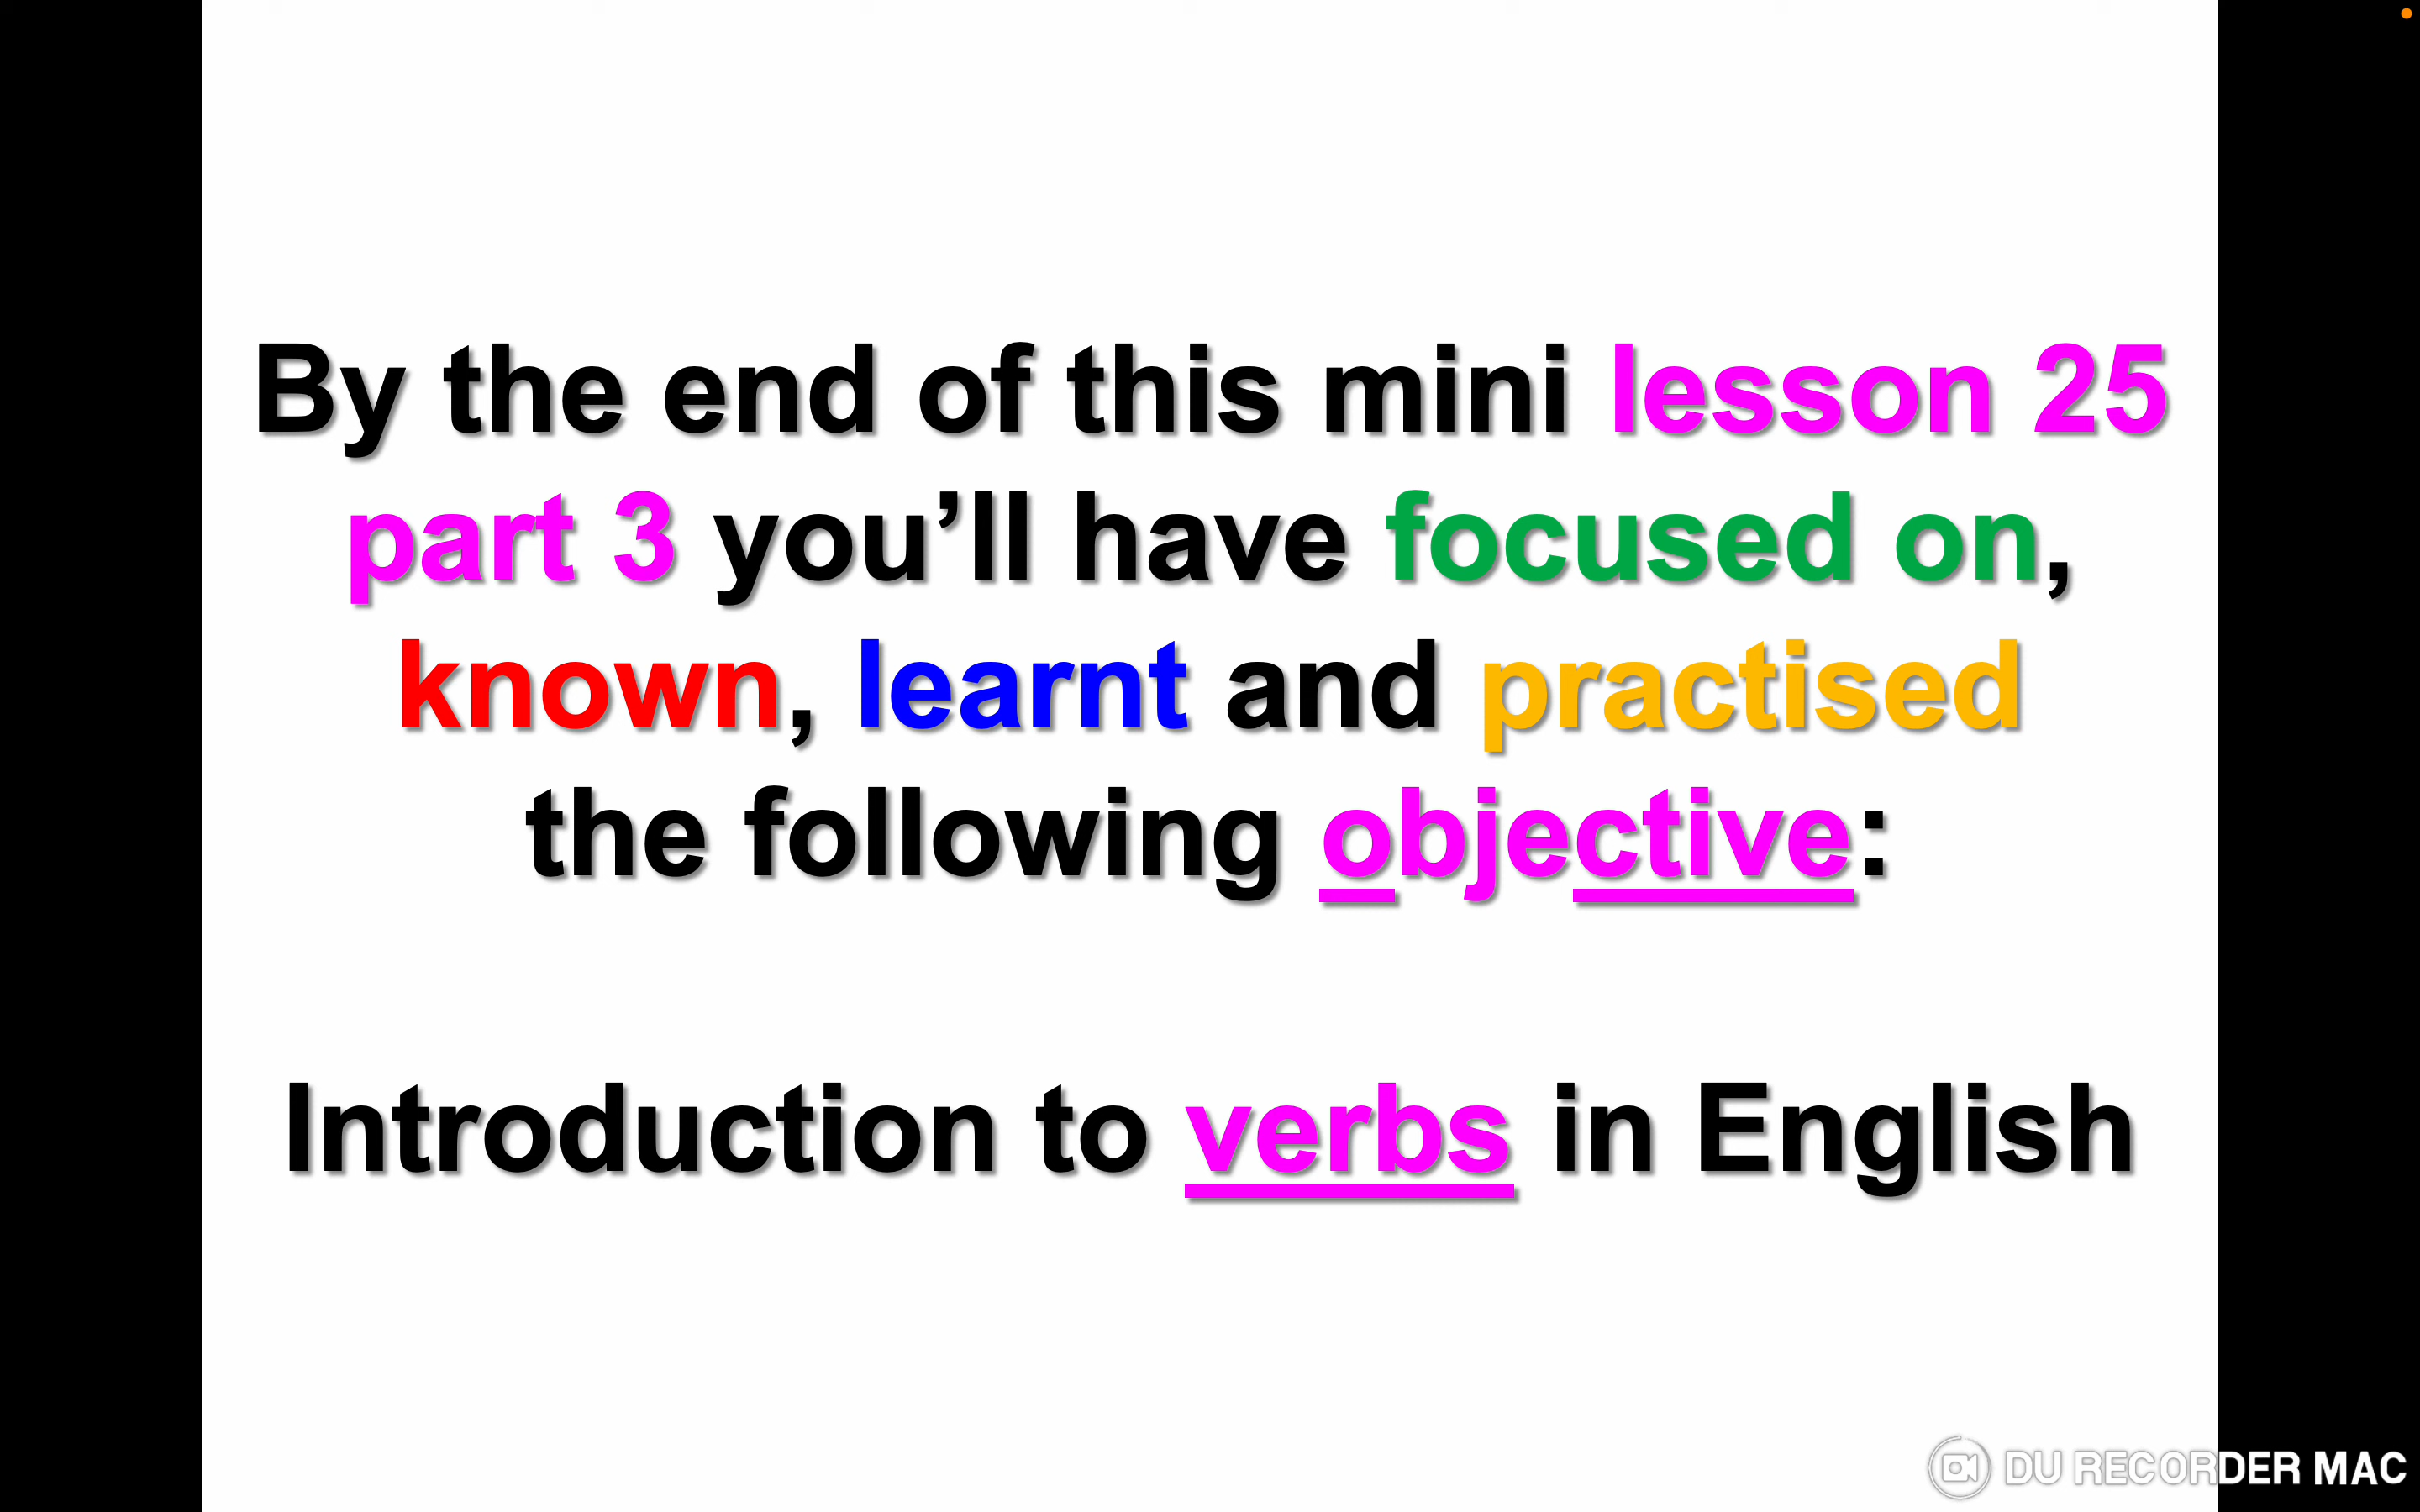 By the end of this mini lesson 25
part 3 you’ll have focused on,
known, learnt and practised
the following objective:
Introduction to verbs in English
DU RECORDER MAC